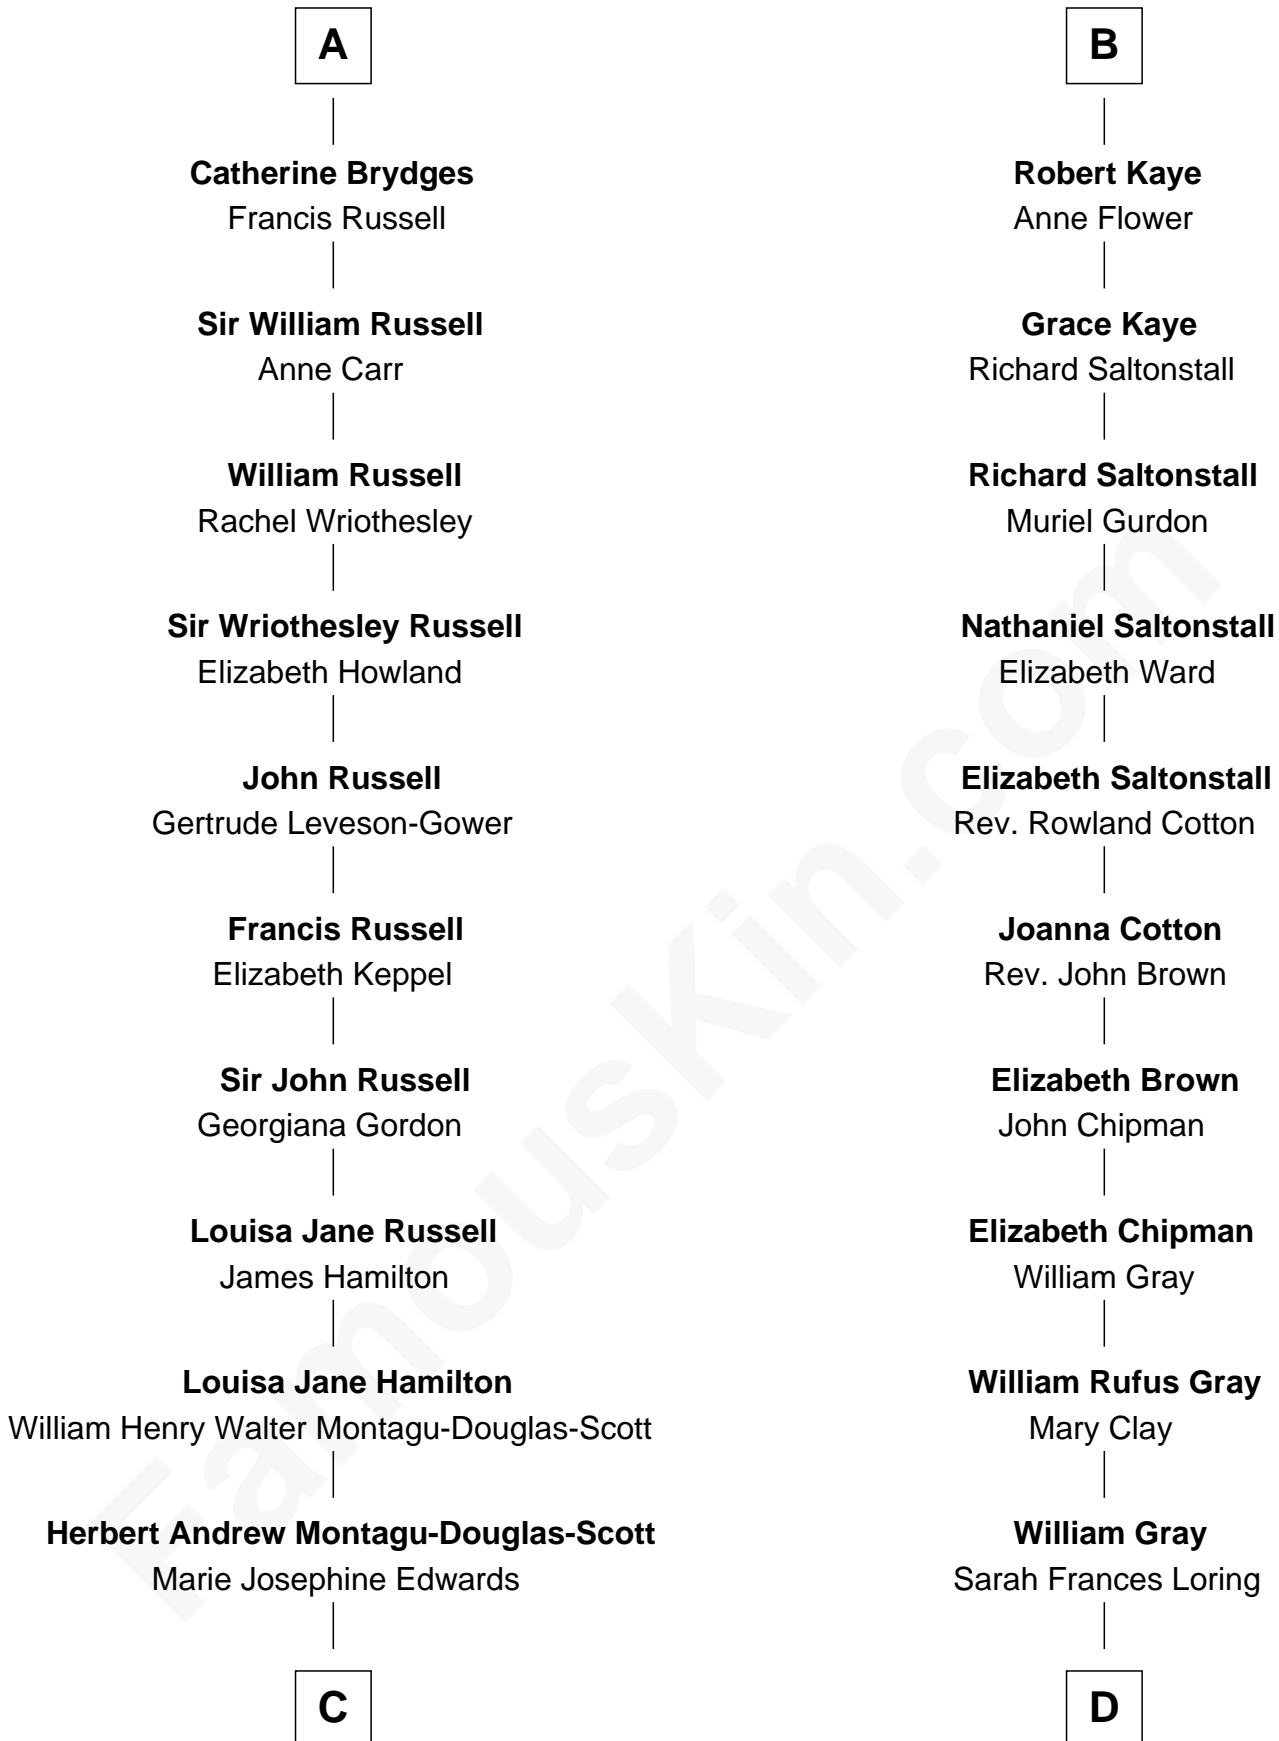 A
Catherine Brydges
Francis Russell
Sir William Russell
Anne Carr
William Russell
Rachel Wriothesley
Sir Wriothesley Russell
Elizabeth Howland
John Russell
Gertrude Leveson-Gower
Francis Russell
Elizabeth Keppel
Sir John Russell
Georgiana Gordon
Louisa Jane Russell
James Hamilton
Louisa Jane Hamilton
William Henry Walter Montagu-Douglas-Scott
Herbert Andrew Montagu-Douglas-Scott
Marie Josephine Edwards
C
B
Robert Kaye
Anne Flower
Grace Kaye
Richard Saltonstall
Richard Saltonstall
Muriel Gurdon
Nathaniel Saltonstall
Elizabeth Ward
Elizabeth Saltonstall
Rev. Rowland Cotton
Joanna Cotton
Rev. John Brown
Elizabeth Brown
John Chipman
Elizabeth Chipman
William Gray
William Rufus Gray
Mary Clay
William Gray
Sarah Frances Loring
D
FamousKin.com